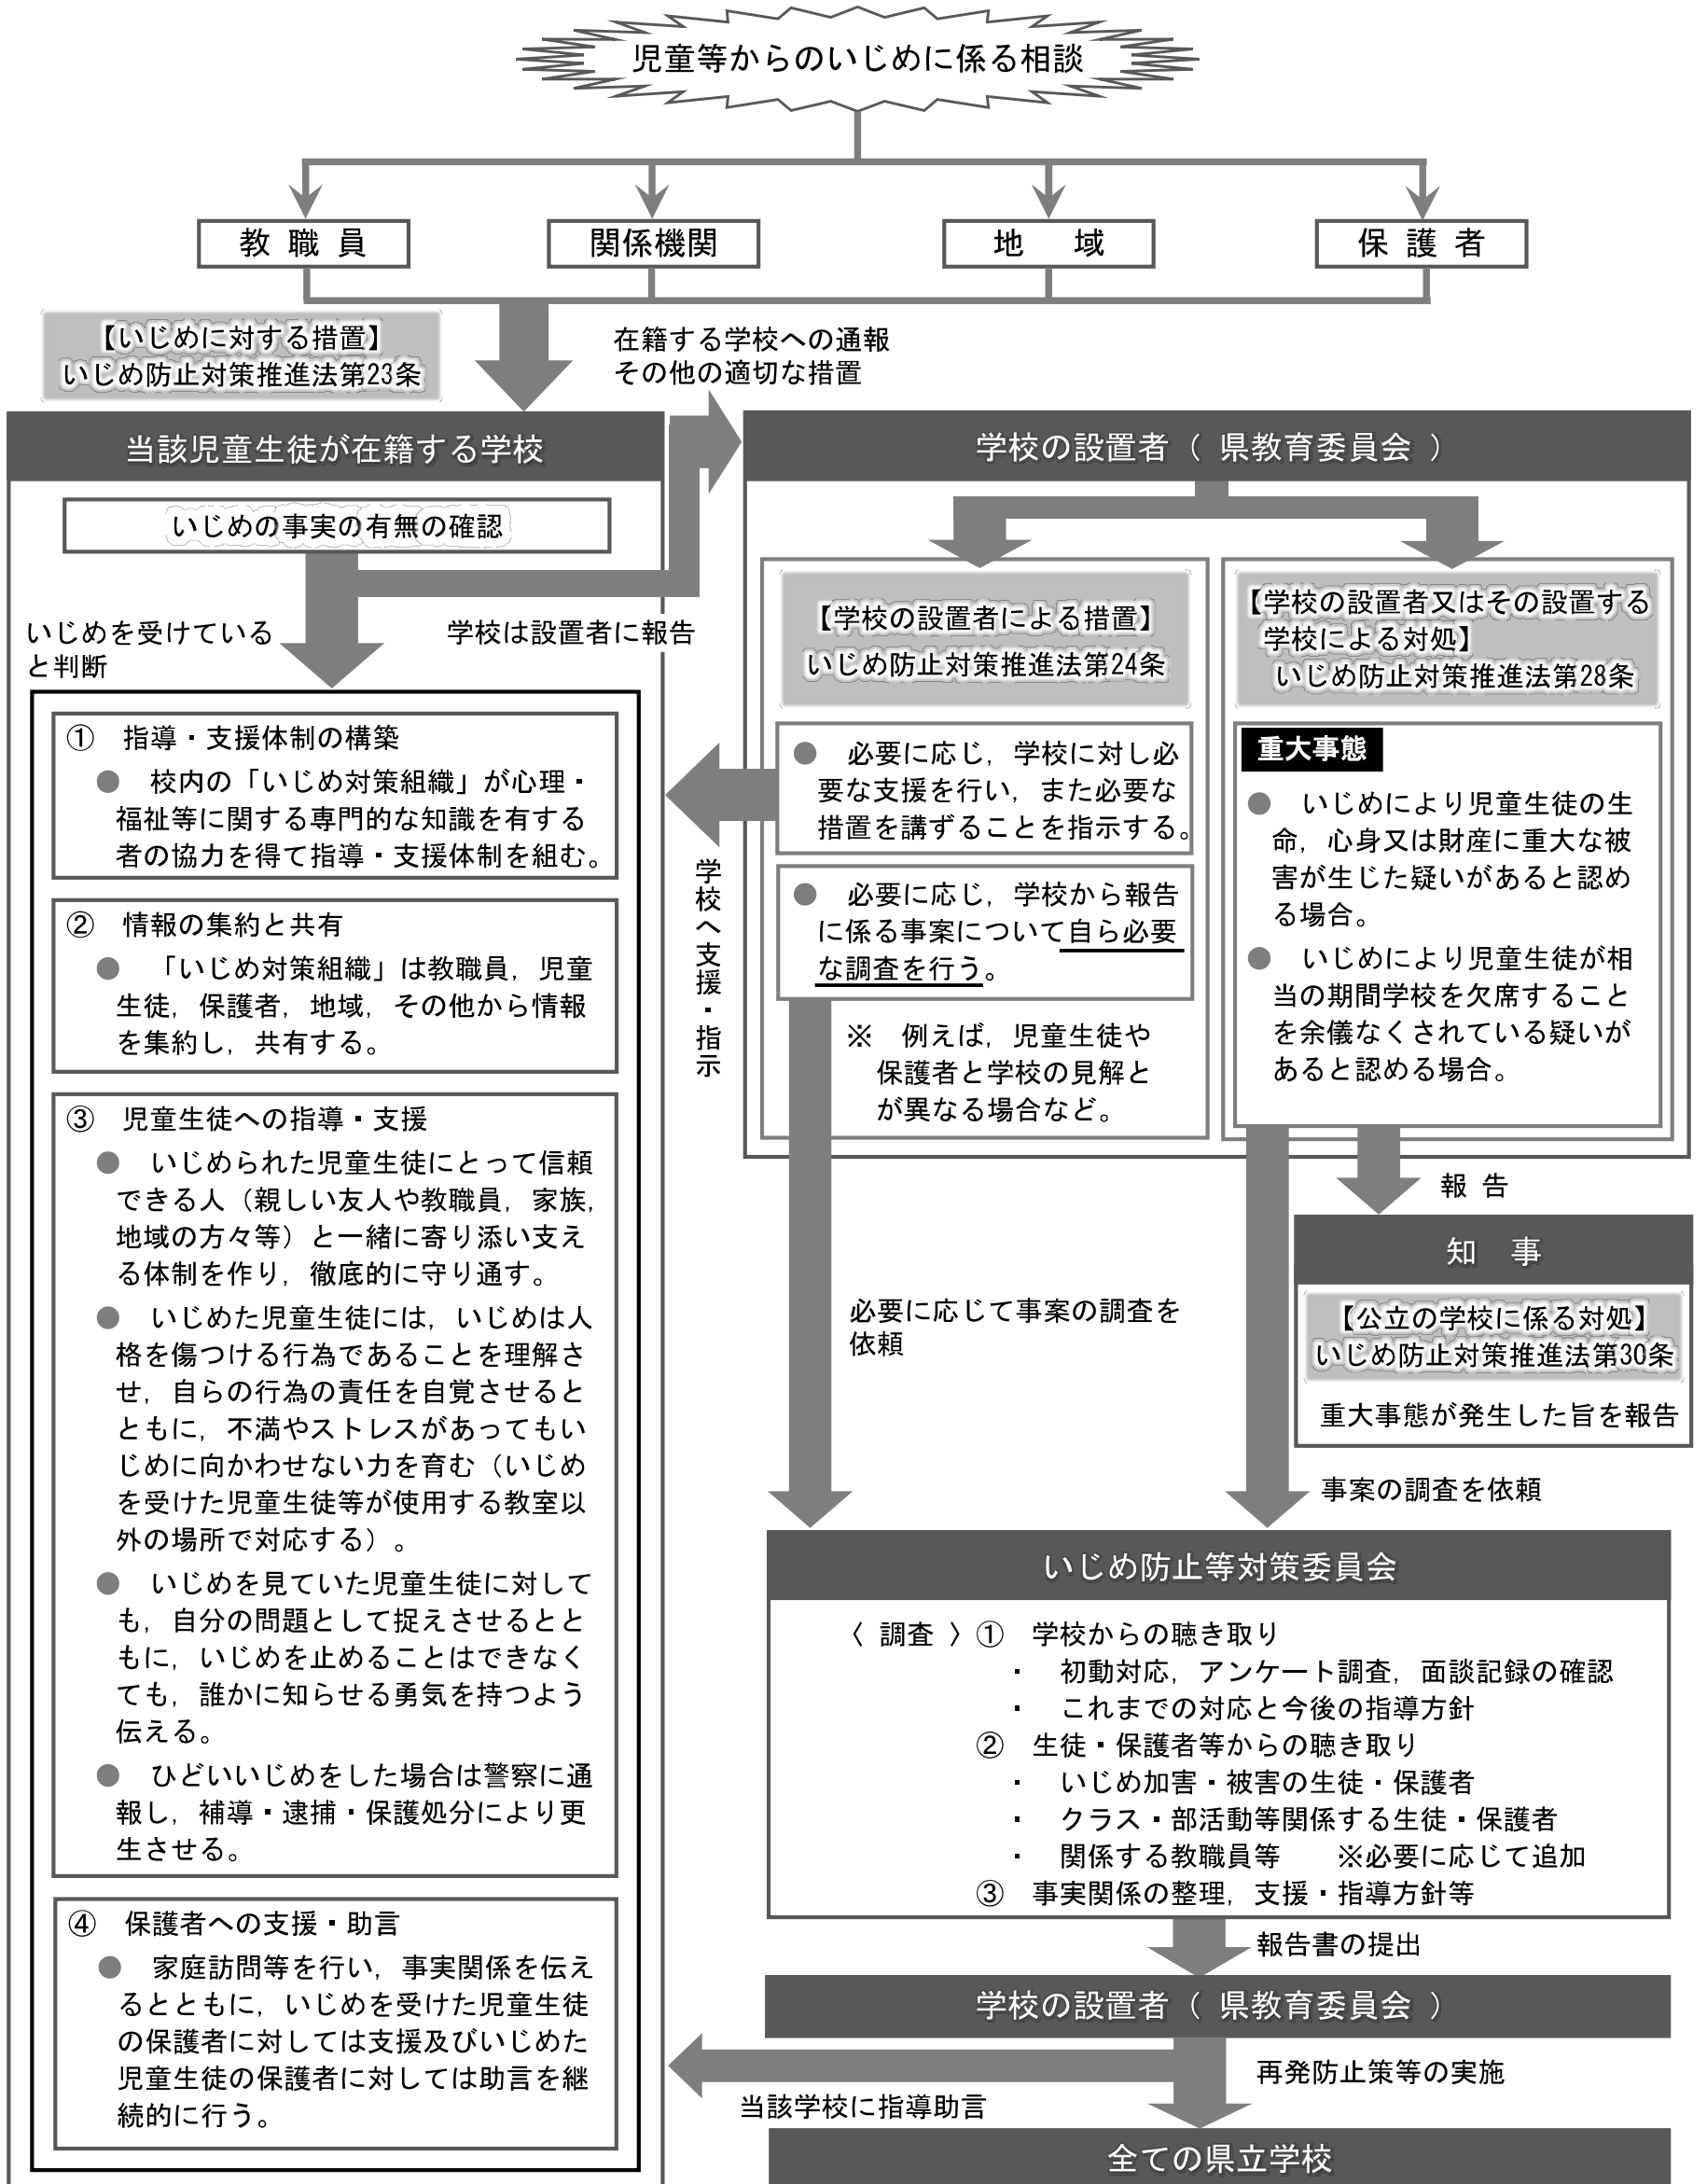 児童等からのいじめに係る相談
教 職 員
関係機関
地　　域
保 護 者
【いじめに対する措置】
いじめ防止対策推進法第23条
在籍する学校への通報
その他の適切な措置
当該児童生徒が在籍する学校
いじめの事実の有無の確認
いじめを受けている
と判断
学校は設置者に報告
①　指導・支援体制の構築
●　校内の「いじめ対策組織」が心理・
福祉等に関する専門的な知識を有する
者の協力を得て指導・支援体制を組む。
②　情報の集約と共有
●　「いじめ対策組織」は教職員，児童
生徒，保護者，地域，その他から情報
を集約し，共有する。
③　児童生徒への指導・支援
●　いじめられた児童生徒にとって信頼
できる人（親しい友人や教職員，家族，
地域の方々等）と一緒に寄り添い支え
る体制を作り，徹底的に守り通す。
●　いじめた児童生徒には，いじめは人
格を傷つける行為であることを理解さ
せ，自らの行為の責任を自覚させると
ともに，不満やストレスがあってもい
じめに向かわせない力を育む（いじめ
を受けた児童生徒等が使用する教室以
外の場所で対応する）。
●　いじめを見ていた児童生徒に対して
も，自分の問題として捉えさせるとと
もに，いじめを止めることはできなく
ても，誰かに知らせる勇気を持つよう
伝える。
●　ひどいいじめをした場合は警察に通
報し，補導・逮捕・保護処分により更
生させる。
④　保護者への支援・助言
●　家庭訪問等を行い，事実関係を伝え
るとともに，いじめを受けた児童生徒
の保護者に対しては支援及びいじめた
児童生徒の保護者に対しては助言を継
続的に行う。
学校の設置者（ 県教育委員会 ）
【学校の設置者による措置】
いじめ防止対策推進法第24条
●　必要に応じ，学校に対し必
要な支援を行い，また必要な
措置を講ずることを指示する。
●　必要に応じ，学校から報告
に係る事案について自ら必要
な調査を行う。
※　例えば，児童生徒や
保護者と学校の見解と
が異なる場合など。
学校へ支援・指示
【学校の設置者又はその設置する
学校による対処】
いじめ防止対策推進法第28条
重大事態
●　いじめにより児童生徒の生
命，心身又は財産に重大な被
害が生じた疑いがあると認め
る場合。
●　いじめにより児童生徒が相
当の期間学校を欠席すること
を余儀なくされている疑いが
あると認める場合。
報 告
知　事
【公立の学校に係る対処】
いじめ防止対策推進法第30条
重大事態が発生した旨を報告
必要に応じて事案の調査を
依頼
事案の調査を依頼
いじめ防止等対策委員会
〈 調査 〉①　学校からの聴き取り
・　初動対応，アンケート調査，面談記録の確認
・　これまでの対応と今後の指導方針
②　生徒・保護者等からの聴き取り
・　いじめ加害・被害の生徒・保護者
・　クラス・部活動等関係する生徒・保護者
・　関係する教職員等　　※必要に応じて追加
③　事実関係の整理，支援・指導方針等
報告書の提出
学校の設置者（ 県教育委員会 ）
再発防止策等の実施
当該学校に指導助言
全ての県立学校